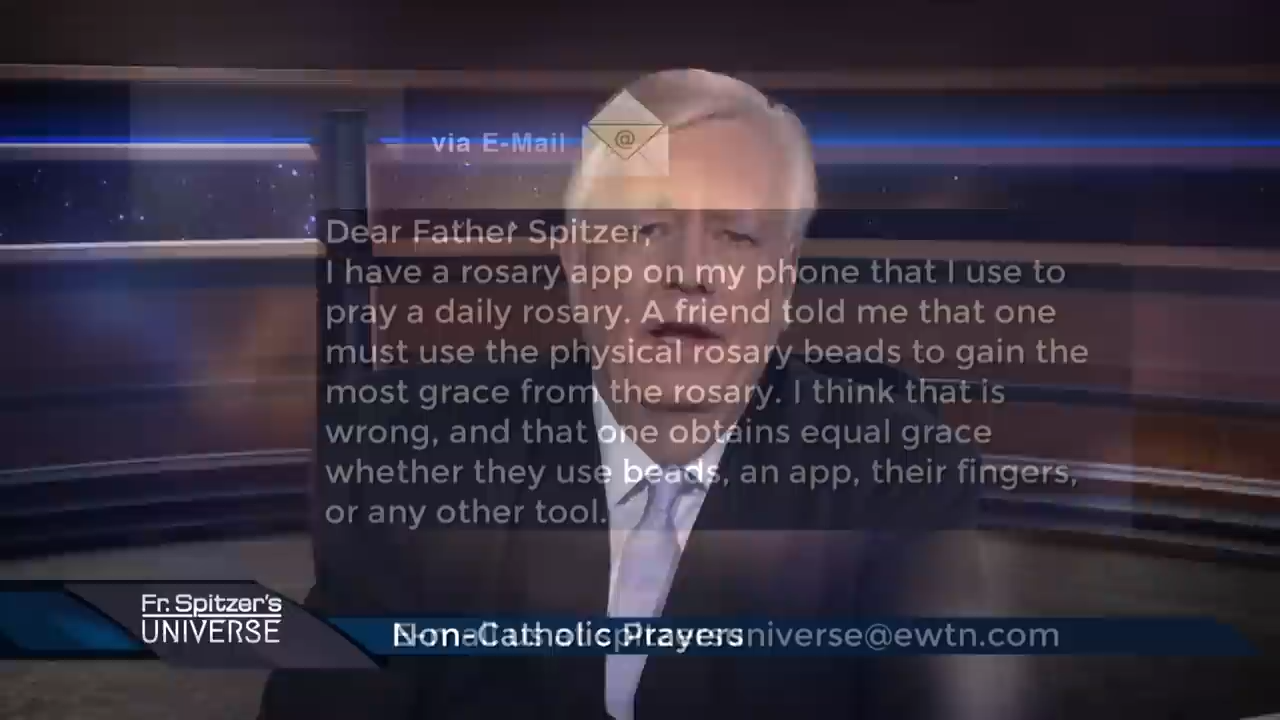 via E-Mail
@
Dear Father Spitzer,
I have a rosary app on my phone that I use to
pray a daily rosary. A friend told me that one
must use the physical rosary beads to gain the
most grace from the rosary. I think that is
wrong, and that one obtains equal grace
whether they use beads, an app, their fingers,
or any other tool.
Fr. Spitzer's
UNIVERSE
Non-Catholic Prayers
universe@ewtn.com